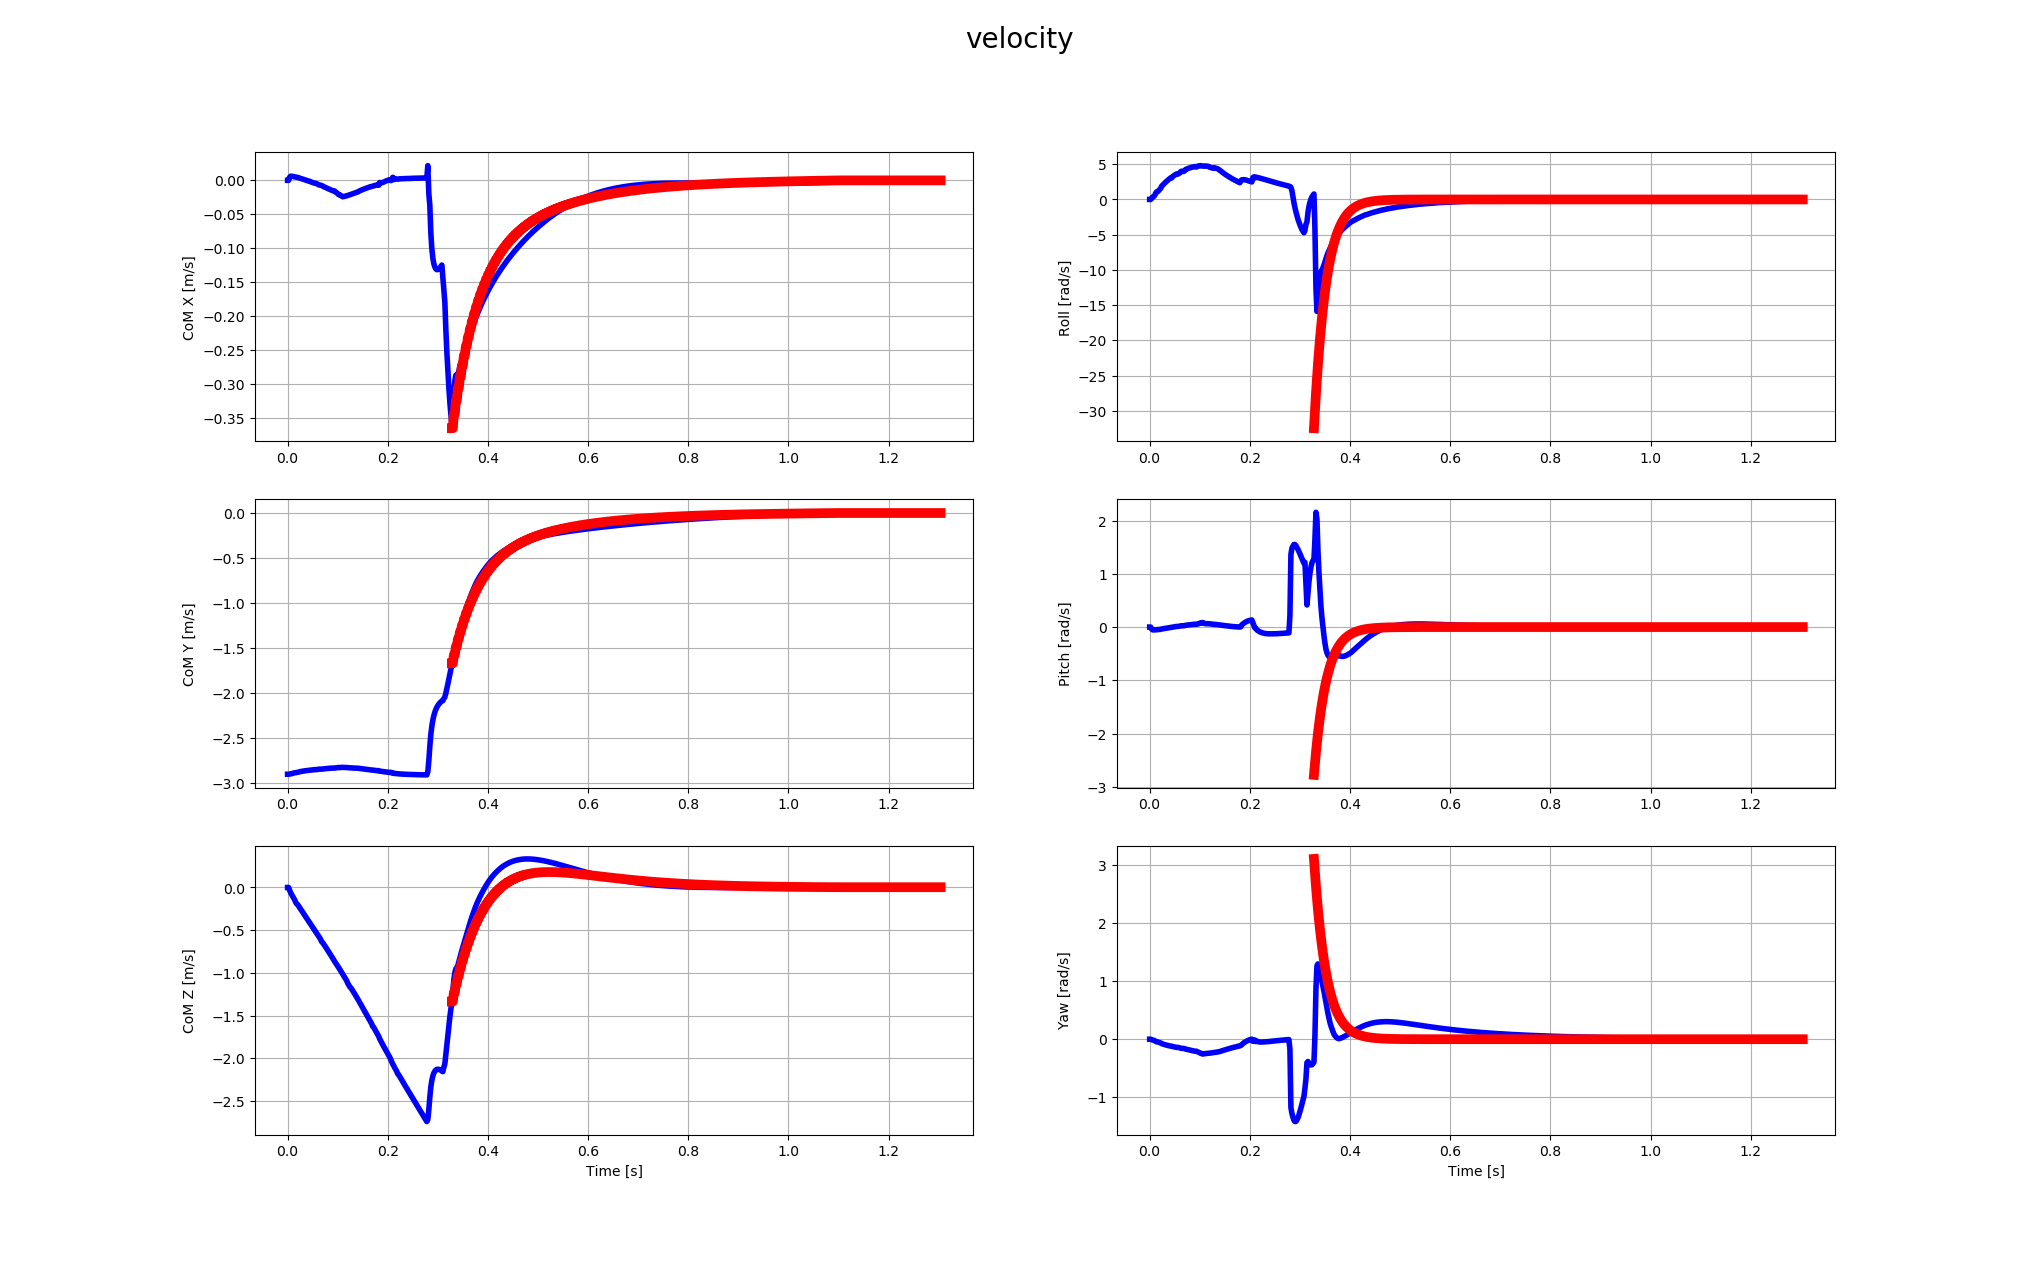 velocity
CoM X [m/s]
0.00
−0.05
−0.10
−0.15
−0.20
−0.25
−0.30
−0.35
0.0 0.2 0.4 0.6 0.8 1.0 1.2
Roll [rad/s]
5
0
−5
−10
−15
−20
−25
−30
0.0 0.2 0.4 0.6 0.8 1.0 1.2
CoM Y [m/s]
0.0
−0.5
−1.0
−1.5
−2.0
−2.5
−3.0
0.0 0.2 0.4 0.6 0.8 1.0 1.2
Pitch [rad/s]
2
1
0
−1
−2
−3
0.0 0.2 0.4 0.6 0.8 1.0 1.2
CoM Z [m/s]
0.0
−0.5
−1.0
−1.5
−2.0
−2.5
0.0 0.2 0.4 0.6 0.8 1.0 1.2
Time [s]
Yaw [rad/s]
3
2
1
0
−1
0.0 0.2 0.4 0.6 0.8 1.0 1.2
Time [s]